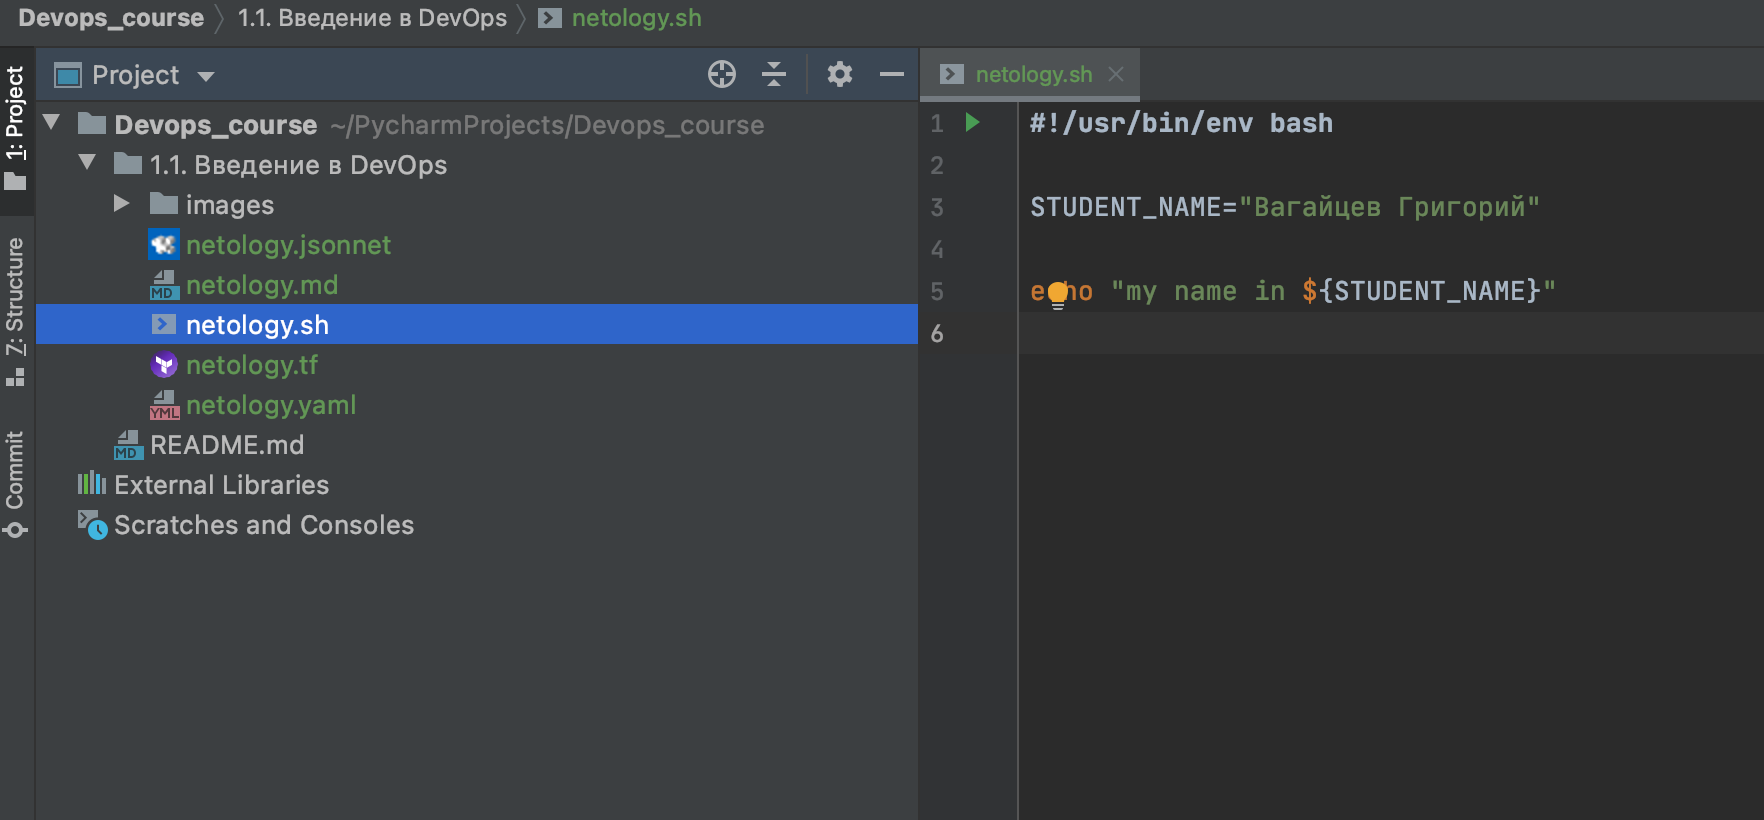 Devops_course 1.1. Введение в DevOps netology.sh
Project
netology.sh
1: Project
Z: Structure
Commit
Devops_course ~/PycharmProjects/Devops_course
1.1. Введение в DevOps
images
netology.jsonnet
MD netology.md
netology.sh
netology.tf
YML netology.yaml
MD README.md
External Libraries
Scratches and Consoles
1 #!/usr/bin/env bash
2
3 STUDENT_NAME="Вагайцев Григорий"
4
5 echo "my name in ${STUDENT_NAME}"
6